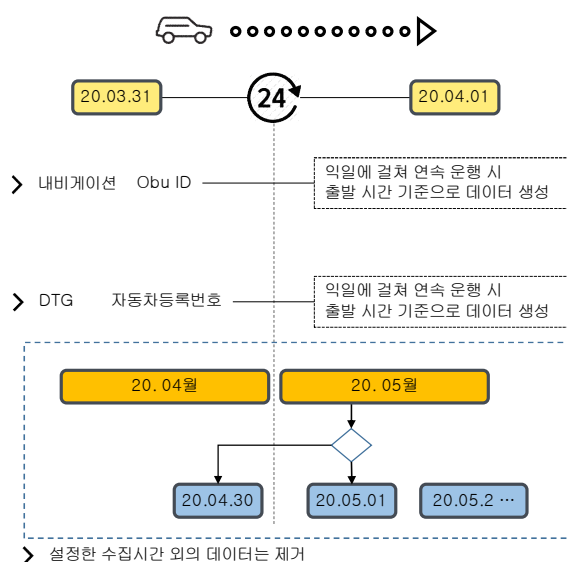 20.03.31
24
20.04.01
내비게이션 Obu ID
익일에 걸쳐 연속 운행 시
출발 시간 기준으로 데이터 생성
DTG 자동차등록번호
익일에 걸쳐 연속 운행 시
출발 시간 기준으로 데이터 생성
20. 04월
20. 05월
20.04.30
20.05.01
20.05.2 ⋯
설정한 수집시간 외의 데이터는 제거